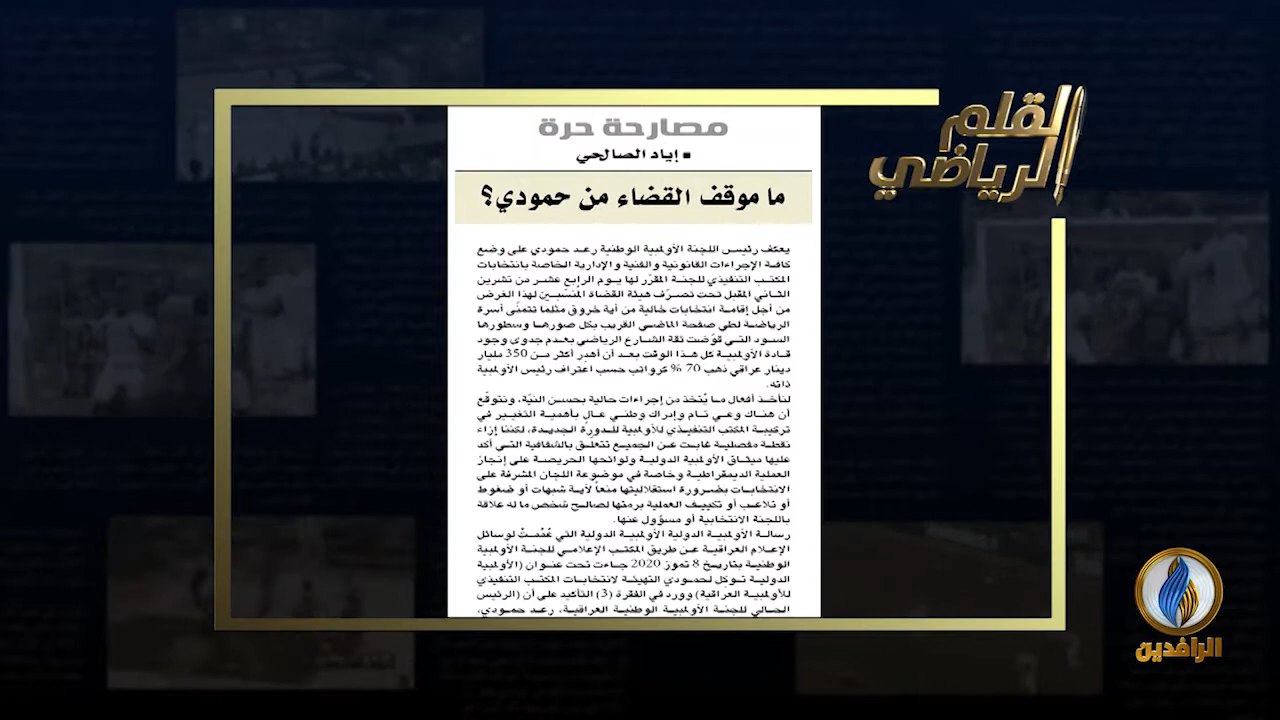 القلم
الرياضي
مصارحة حرة
▪ إياد الصالحي
ما موقف القضاء من حمودي؟
يعكف رئيس اللجنة الأولمبية الوطنية رعد حمودي على وضع
كافة الإجراءات القانونية والفنية والإدارية الخاصة بانتخابات
المكتب التنفيذي للجنة المقرّر لها يوم الرابع عشر من تشرين
الثاني المقبل تحت تصرّف هيئة القضاة المُنسّبين لهذا الغرض
من أجل إقامة انتخابات خالية من أية خروق مثلما تتمنّى أسرة
الرياضة لطي صفحة الماضي القريب بكل صورها وسطورها
السود التي قوّضت ثقة الشارع الرياضي بعدم جدوى وجود
قادة الأولمبية كل هذا الوقت بعد أن أهدِر أكثر من 350 مليار
دينار عراقي ذهب 70 % كرواتب حسب اعتراف رئيس الأولمبية
ذاته.
لنأخذ أفعال ما يُتخذ من إجراءات حالية بحسن النيّة، ونتوقّع
أن هناك وعي تام وإدراك وطني عالٍ بأهمية التغيير في
تركيبة المكتب التنفيذي للأولمبية للدورة الجديدة، لكننا إزاء
نقطة مفصلية غابت عن الجميع تتعلّق بالشفافية التي أكد
عليها ميثاق الأولمبية الدولية ولوائحها الحريصة على إنجاز
العملية الديمقراطية وخاصة في موضوعة اللجان المشرفة على
الانتخابات بضرورة استقلاليتها منعاً لأية شبهات أو ضغوط
أو تلاعب أو تكييف العملية برمتها لصالح شخص ما له علاقة
باللجنة الانتخابية أو مسؤول عنها.
رسالة الأولمبية الدولية الأولمبية الدولية التي عُمّمتْ لوسائل
الإعلام العراقية عن طريق المكتب الإعلامي للجنة الأولمبية
الوطنية بتاريخ 8 تموز 2020 جاءت تحت عنوان (الأولمبية
الدولية توكل لحمودي التهيئة لانتخابات المكتب التنفيذي
للأولمبية العراقية) وورد في الفقرة (3) التأكيد على أن (الرئيس
الحالي للجنة الأولمبية الوطنية العراقية، رعد حمودي،
الرافدين